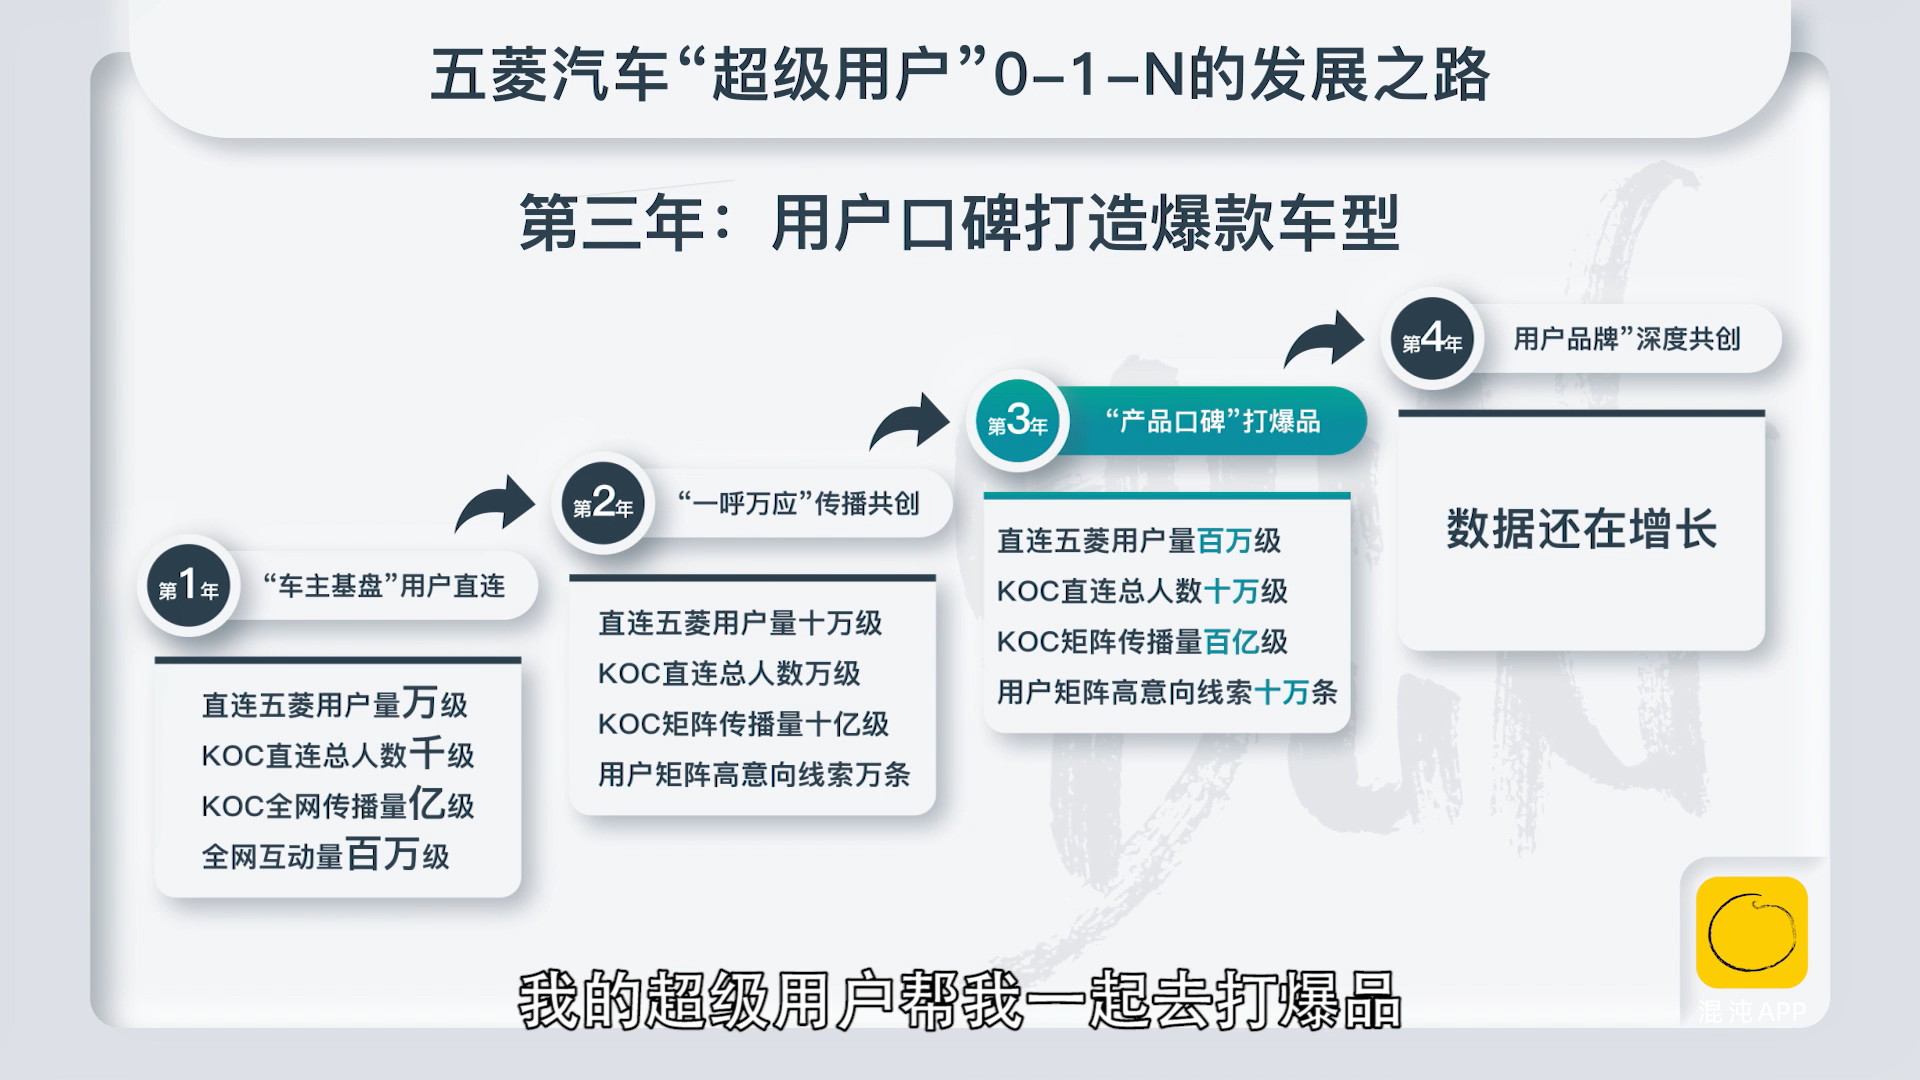 五菱汽车“超级用户”0-1-N的发展之路
第三年：用户口碑打造爆款车型
第1年
“车主基盘”用户直连
直连五菱用户量万级
KOC直连总人数千级
KOC全网传播量亿级
全网互动量百万级
第2年
“一呼万应”传播共创
直连五菱用户量十万级
KOC直连总人数万级
KOC矩阵传播量十亿级
用户矩阵高意向线索万条
第3年
“产品口碑”打爆品
直连五菱用户量百万级
KOC直连总人数十万级
KOC矩阵传播量百亿级
用户矩阵高意向线索十万条
第4年
用户品牌”深度共创
数据还在增长
我的超级用户帮我一起去打爆品
混沌APP